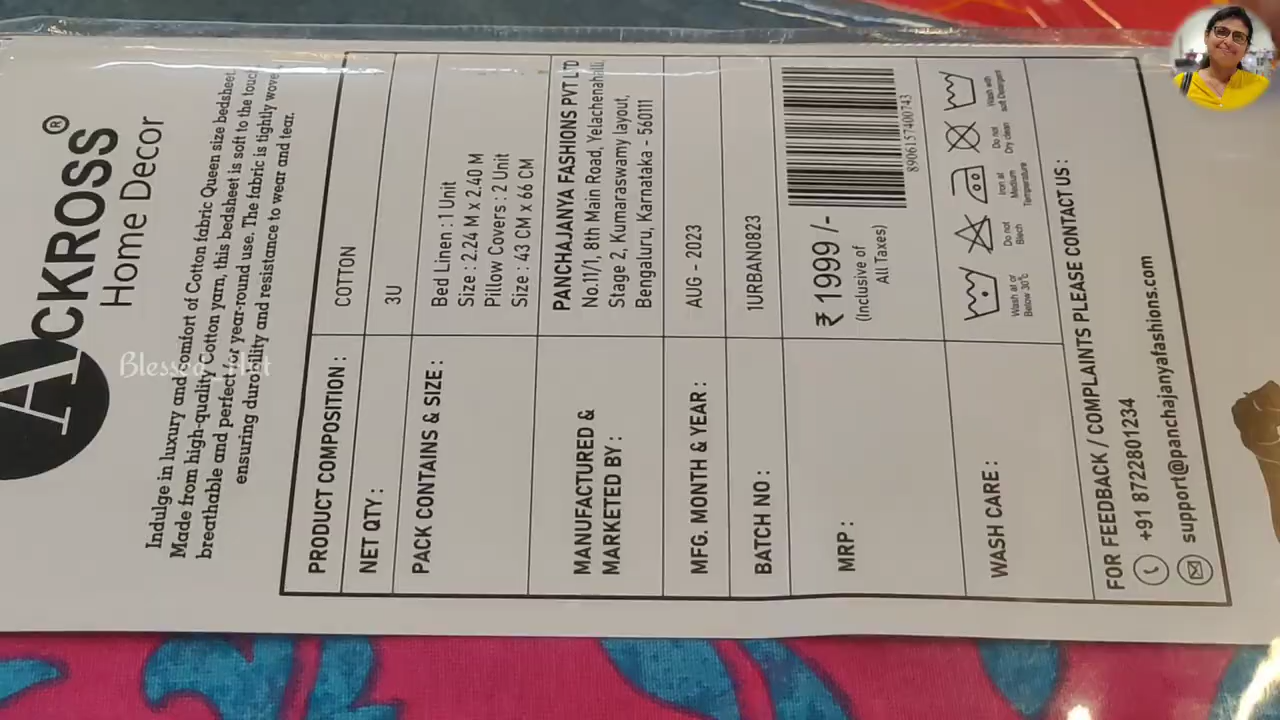 ACKROSS®
Home Decor
Indulge in luxury and comfort of Cotton fabric Queen size bedsheet.
Made from high-quality Cotton yarn, this bedsheet is soft to the touch
breathable and perfect for year-round use. The fabric is tightly wove
ensuring durability and resistance to wear and tear.
PRODUCT COMPOSITION : COTTON
NET QTY : 3U
PACK CONTAINS & SIZE : Bed Linen : 1 Unit
Size : 2.24 M x 2.40 M
Pillow Covers : 2 Unit
Size : 43 CM x 66 CM
MANUFACTURED &
MARKETED BY :
PANCHAJANYA FASHIONS PVT LTD
No.11/1, 8th Main Road, Yelachenahalli,
Stage 2, Kumaraswamy layout,
Bengaluru, Karnataka - 560111
MFG. MONTH & YEAR : AUG - 2023
BATCH NO : 1URBAN0823
MRP : ₹ 1999 /-
(Inclusive of
All Taxes)
8906157400743
WASH CARE :
Wash at or
Below 30°c
Do not
Blech
Iron at
Medium
Temperature
Do not
Dry clean
Wash with
soft Detergent
FOR FEEDBACK / COMPLAINTS PLEASE CONTACT US :
+91 8722801234
support@panchajanyafashions.com